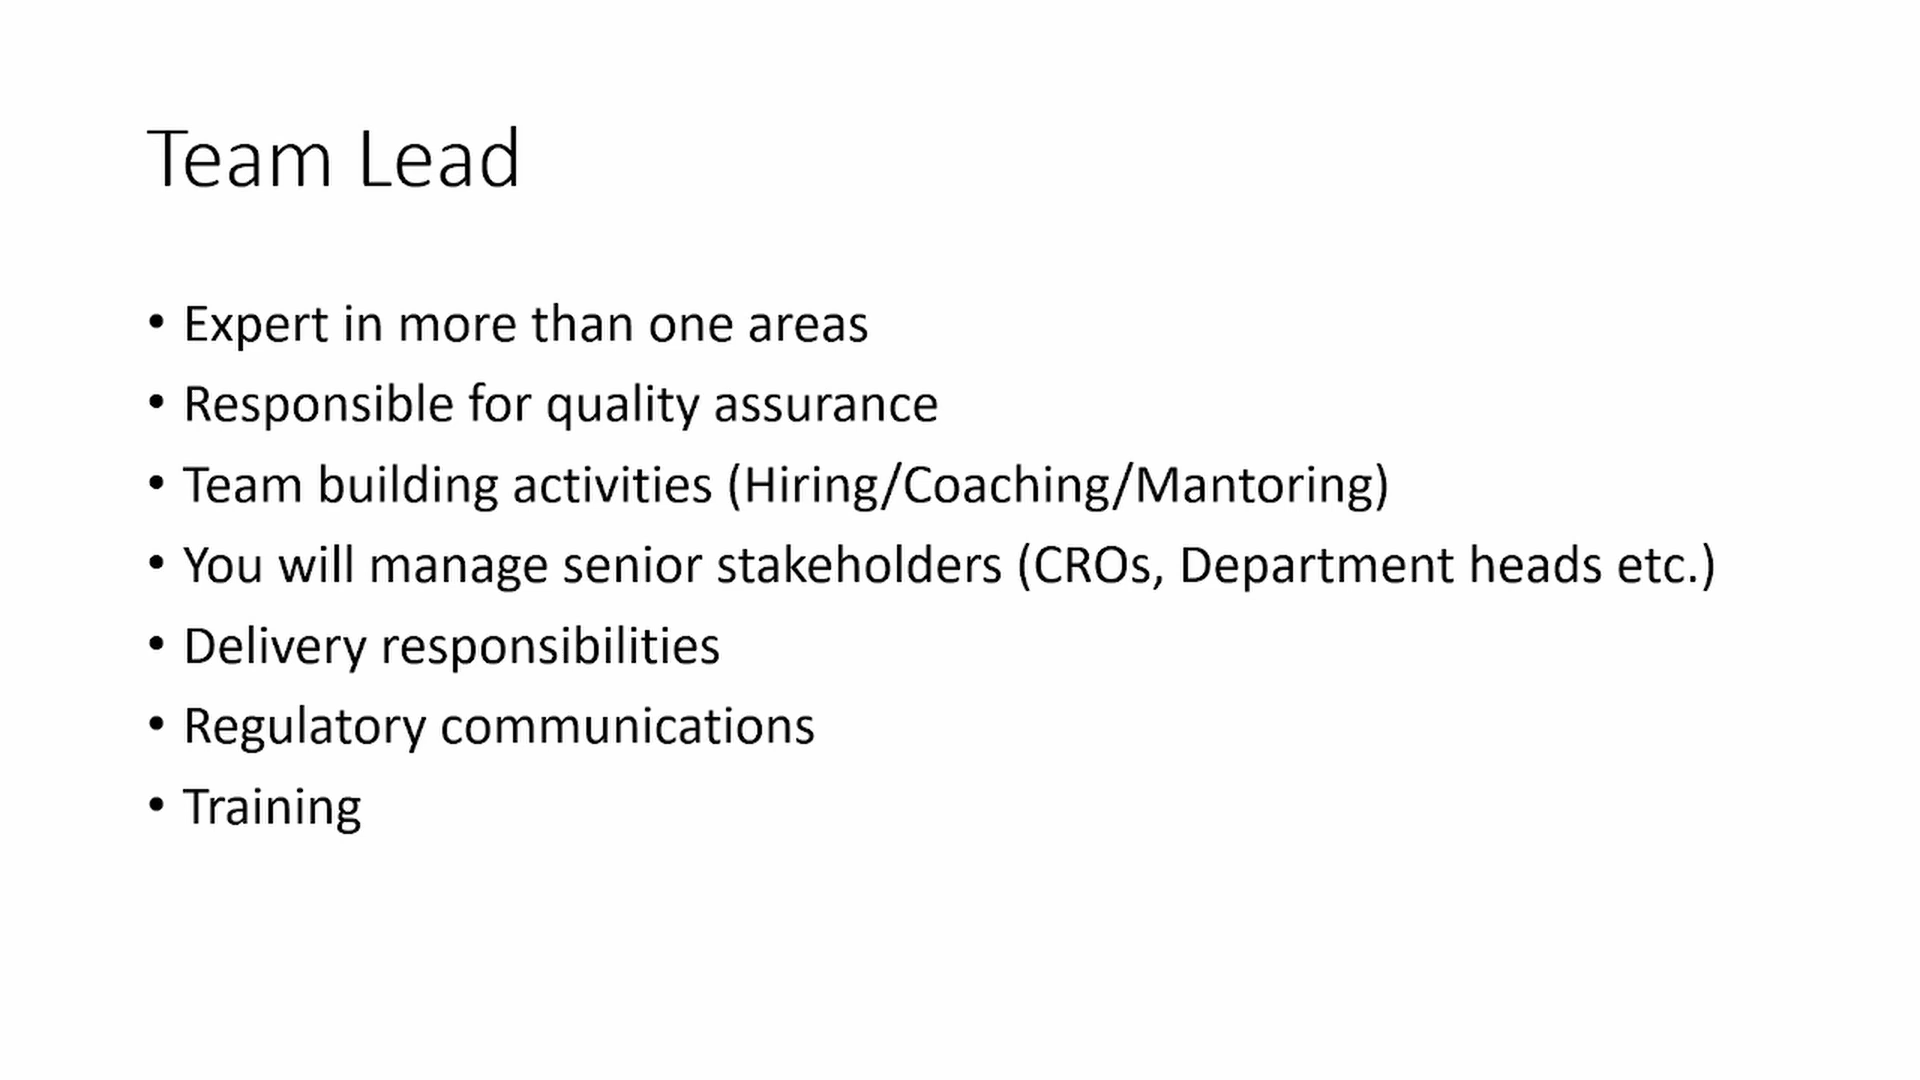 Team Lead
• Expert in more than one areas
• Responsible for quality assurance
• Team building activities (Hiring/Coaching/Mantoring)
• You will manage senior stakeholders (CROs, Department heads etc.)
• Delivery responsibilities
• Regulatory communications
• Training